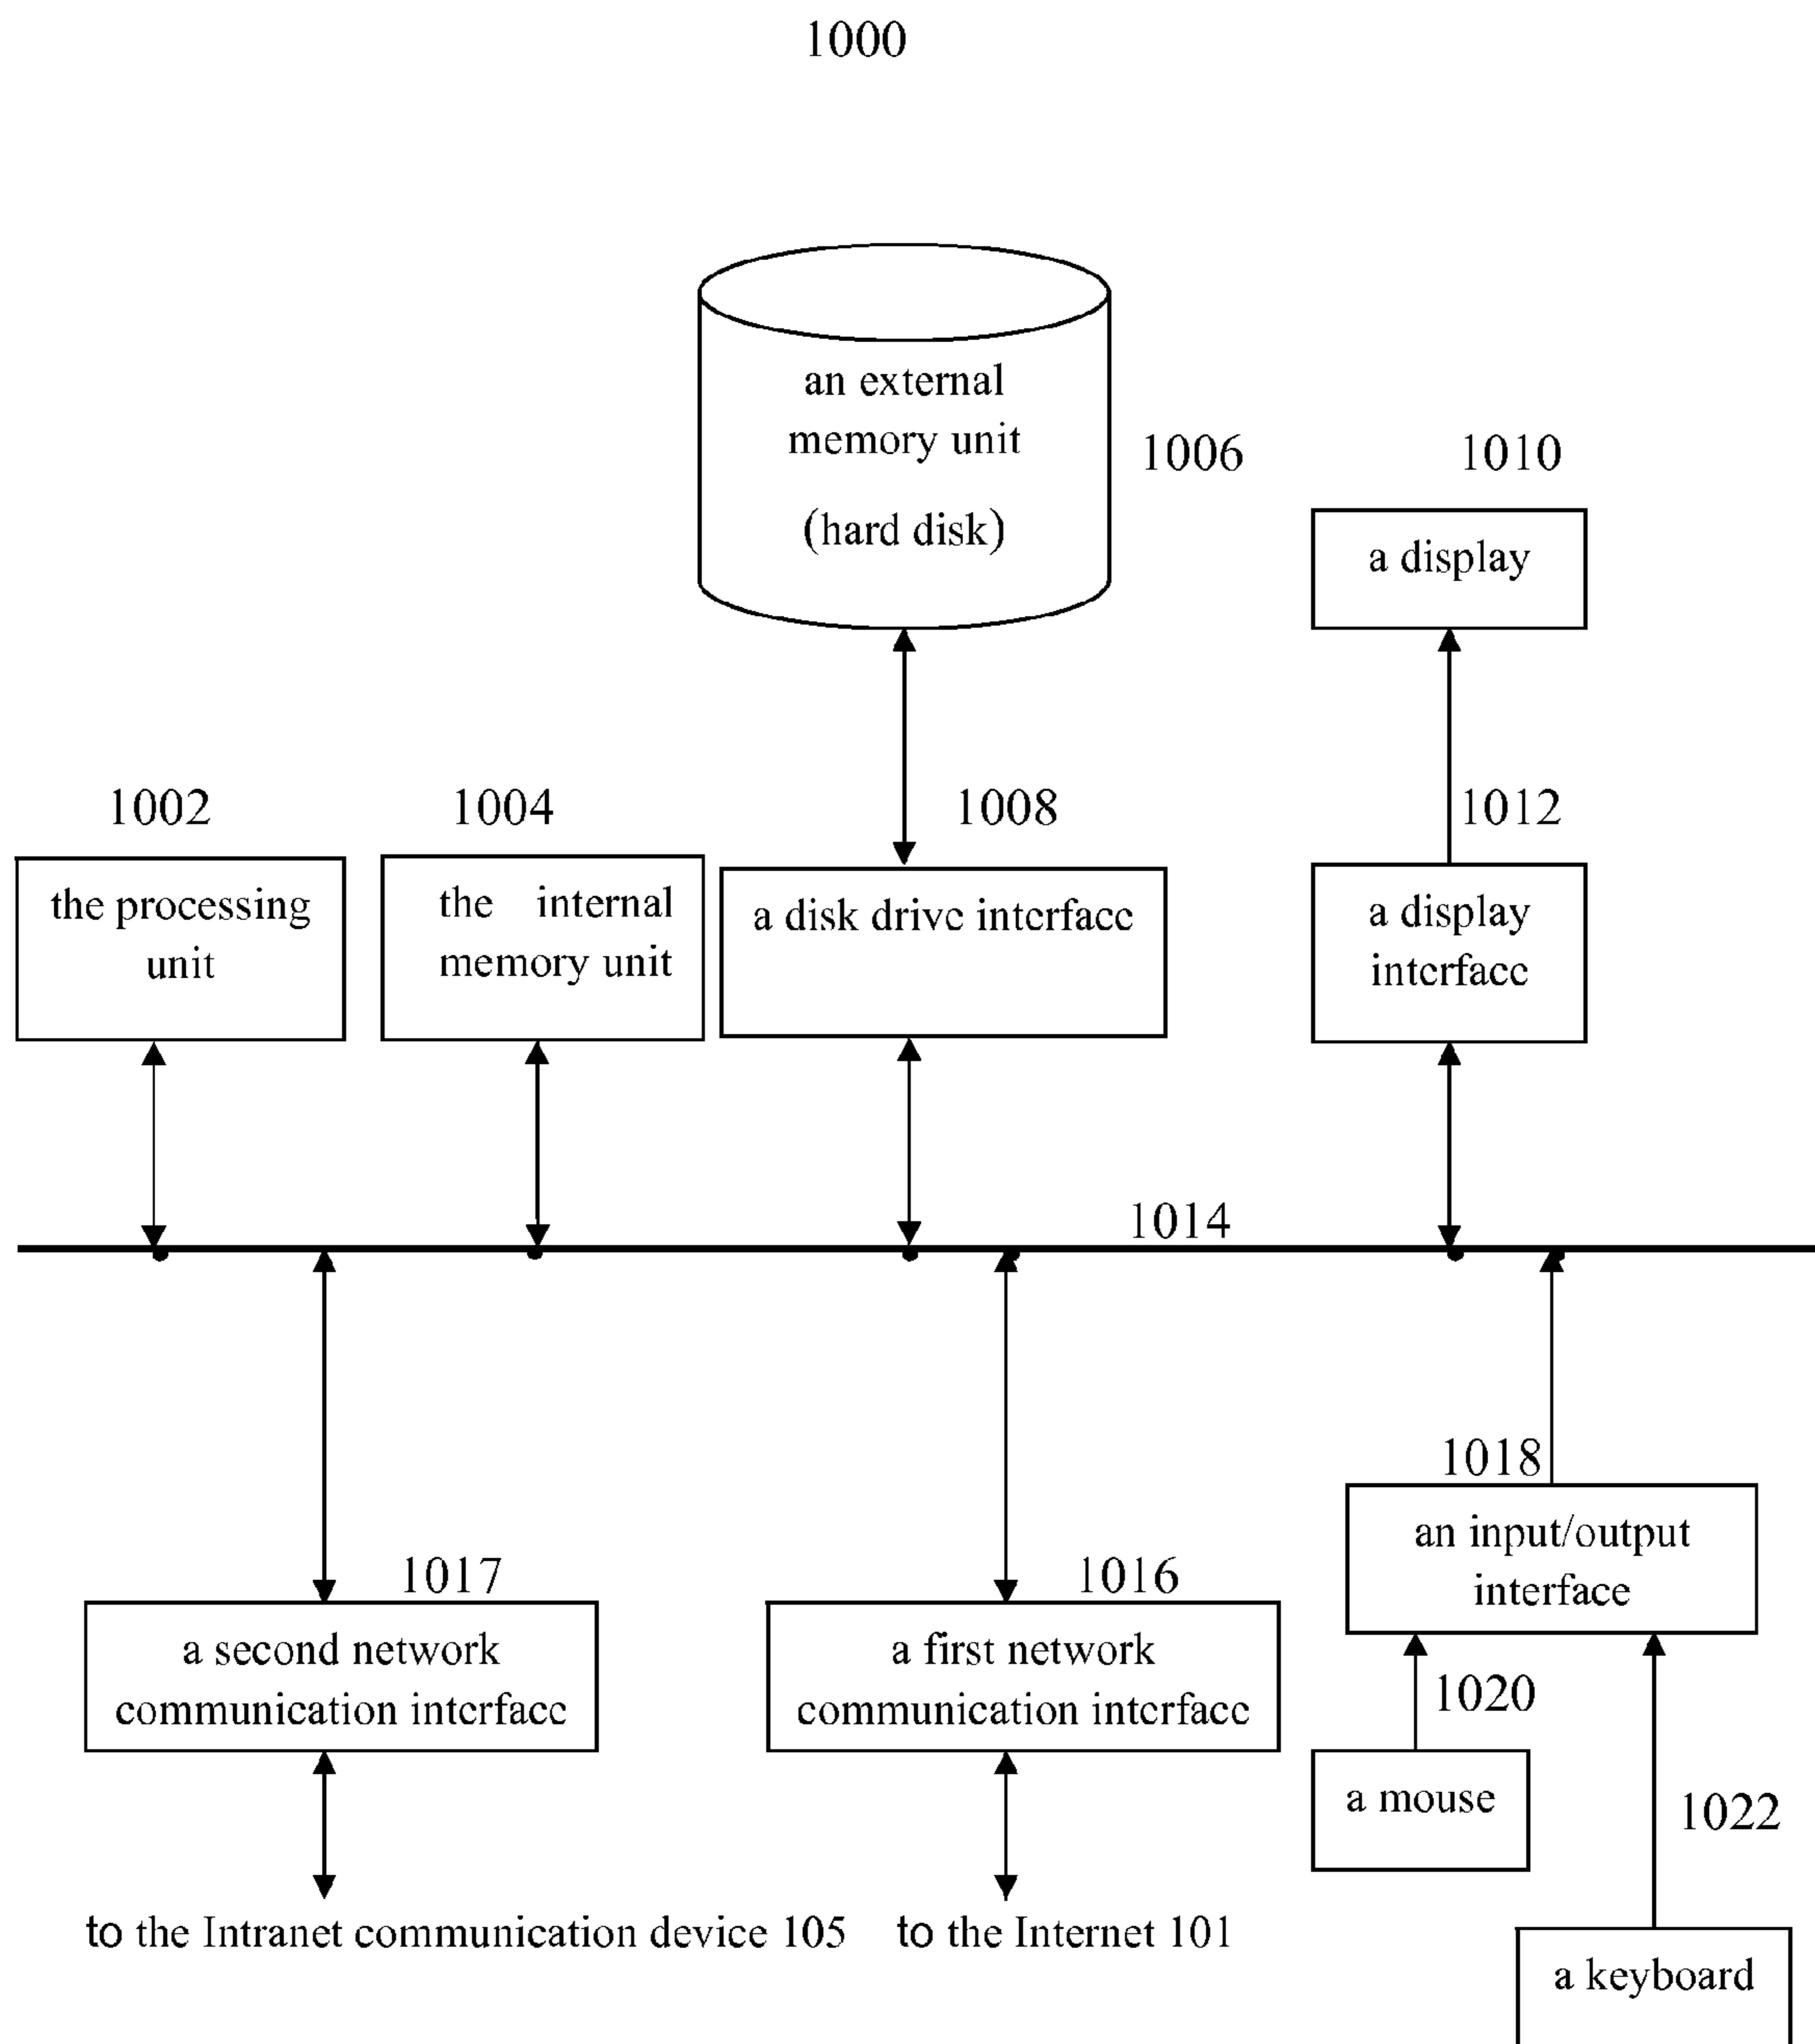 1000
an external
memory unit
(hard disk)
1006
1010
a display
1002
1004
1008
1012
the processing
unit
the internal
memory unit
a disk drive interface
a display
interface
1014
1018
an input/output
interface
1017
1016
a second network
communication interface
a first network
communication interface
1020
a mouse
1022
to the Intranet communication device 105
to the Internet 101
a keyboard